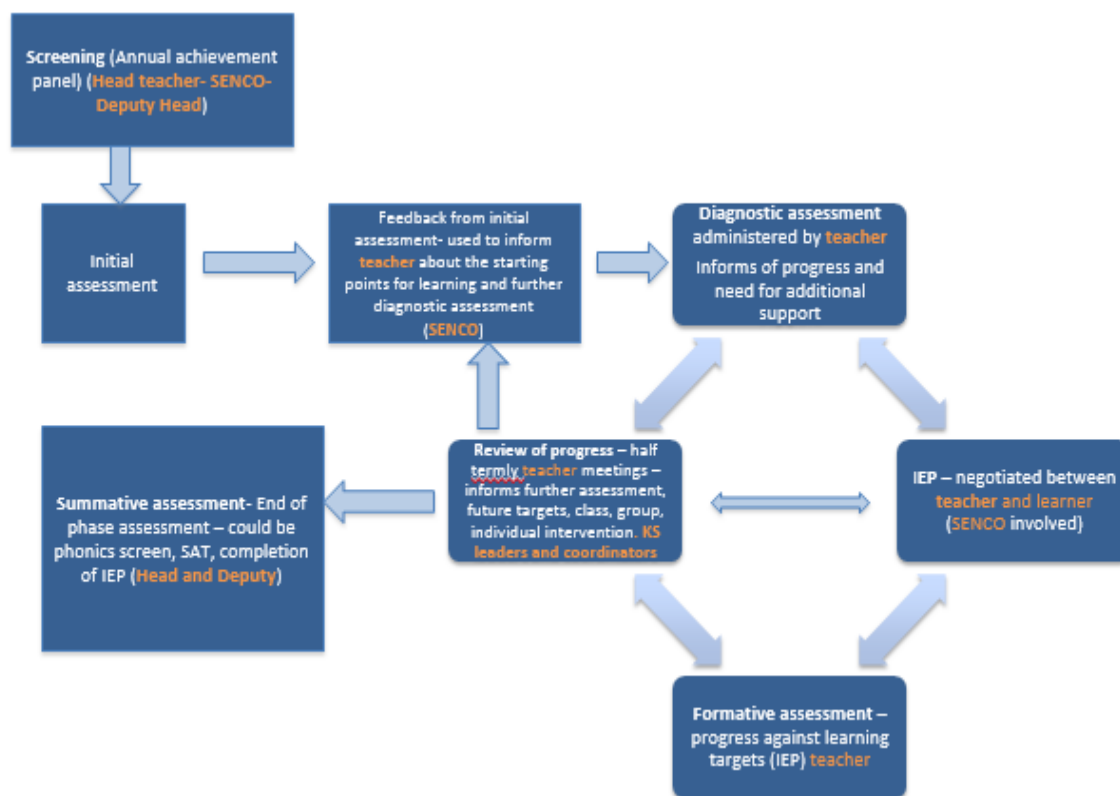 Screening (Annual achievement
panel) (Head teacher- SENCO-
Deputy Head)
Initial
assessment
Feedback from initial
assessment- used to inform
teacher about the starting
points for learning and further
diagnostic assessment
(SENCO)
Diagnostic assessment
administered by teacher
Informs of progress and
need for additional
support
Summative assessment- End of
phase assessment – could be
phonics screen, SAT, completion
of IEP (Head and Deputy)
Review of progress – half
termly teacher meetings –
informs further assessment,
future targets, class, group,
individual intervention. KS
leaders and coordinators
IEP – negotiated between
teacher and learner
(SENCO involved)
Formative assessment –
progress against learning
targets (IEP) teacher